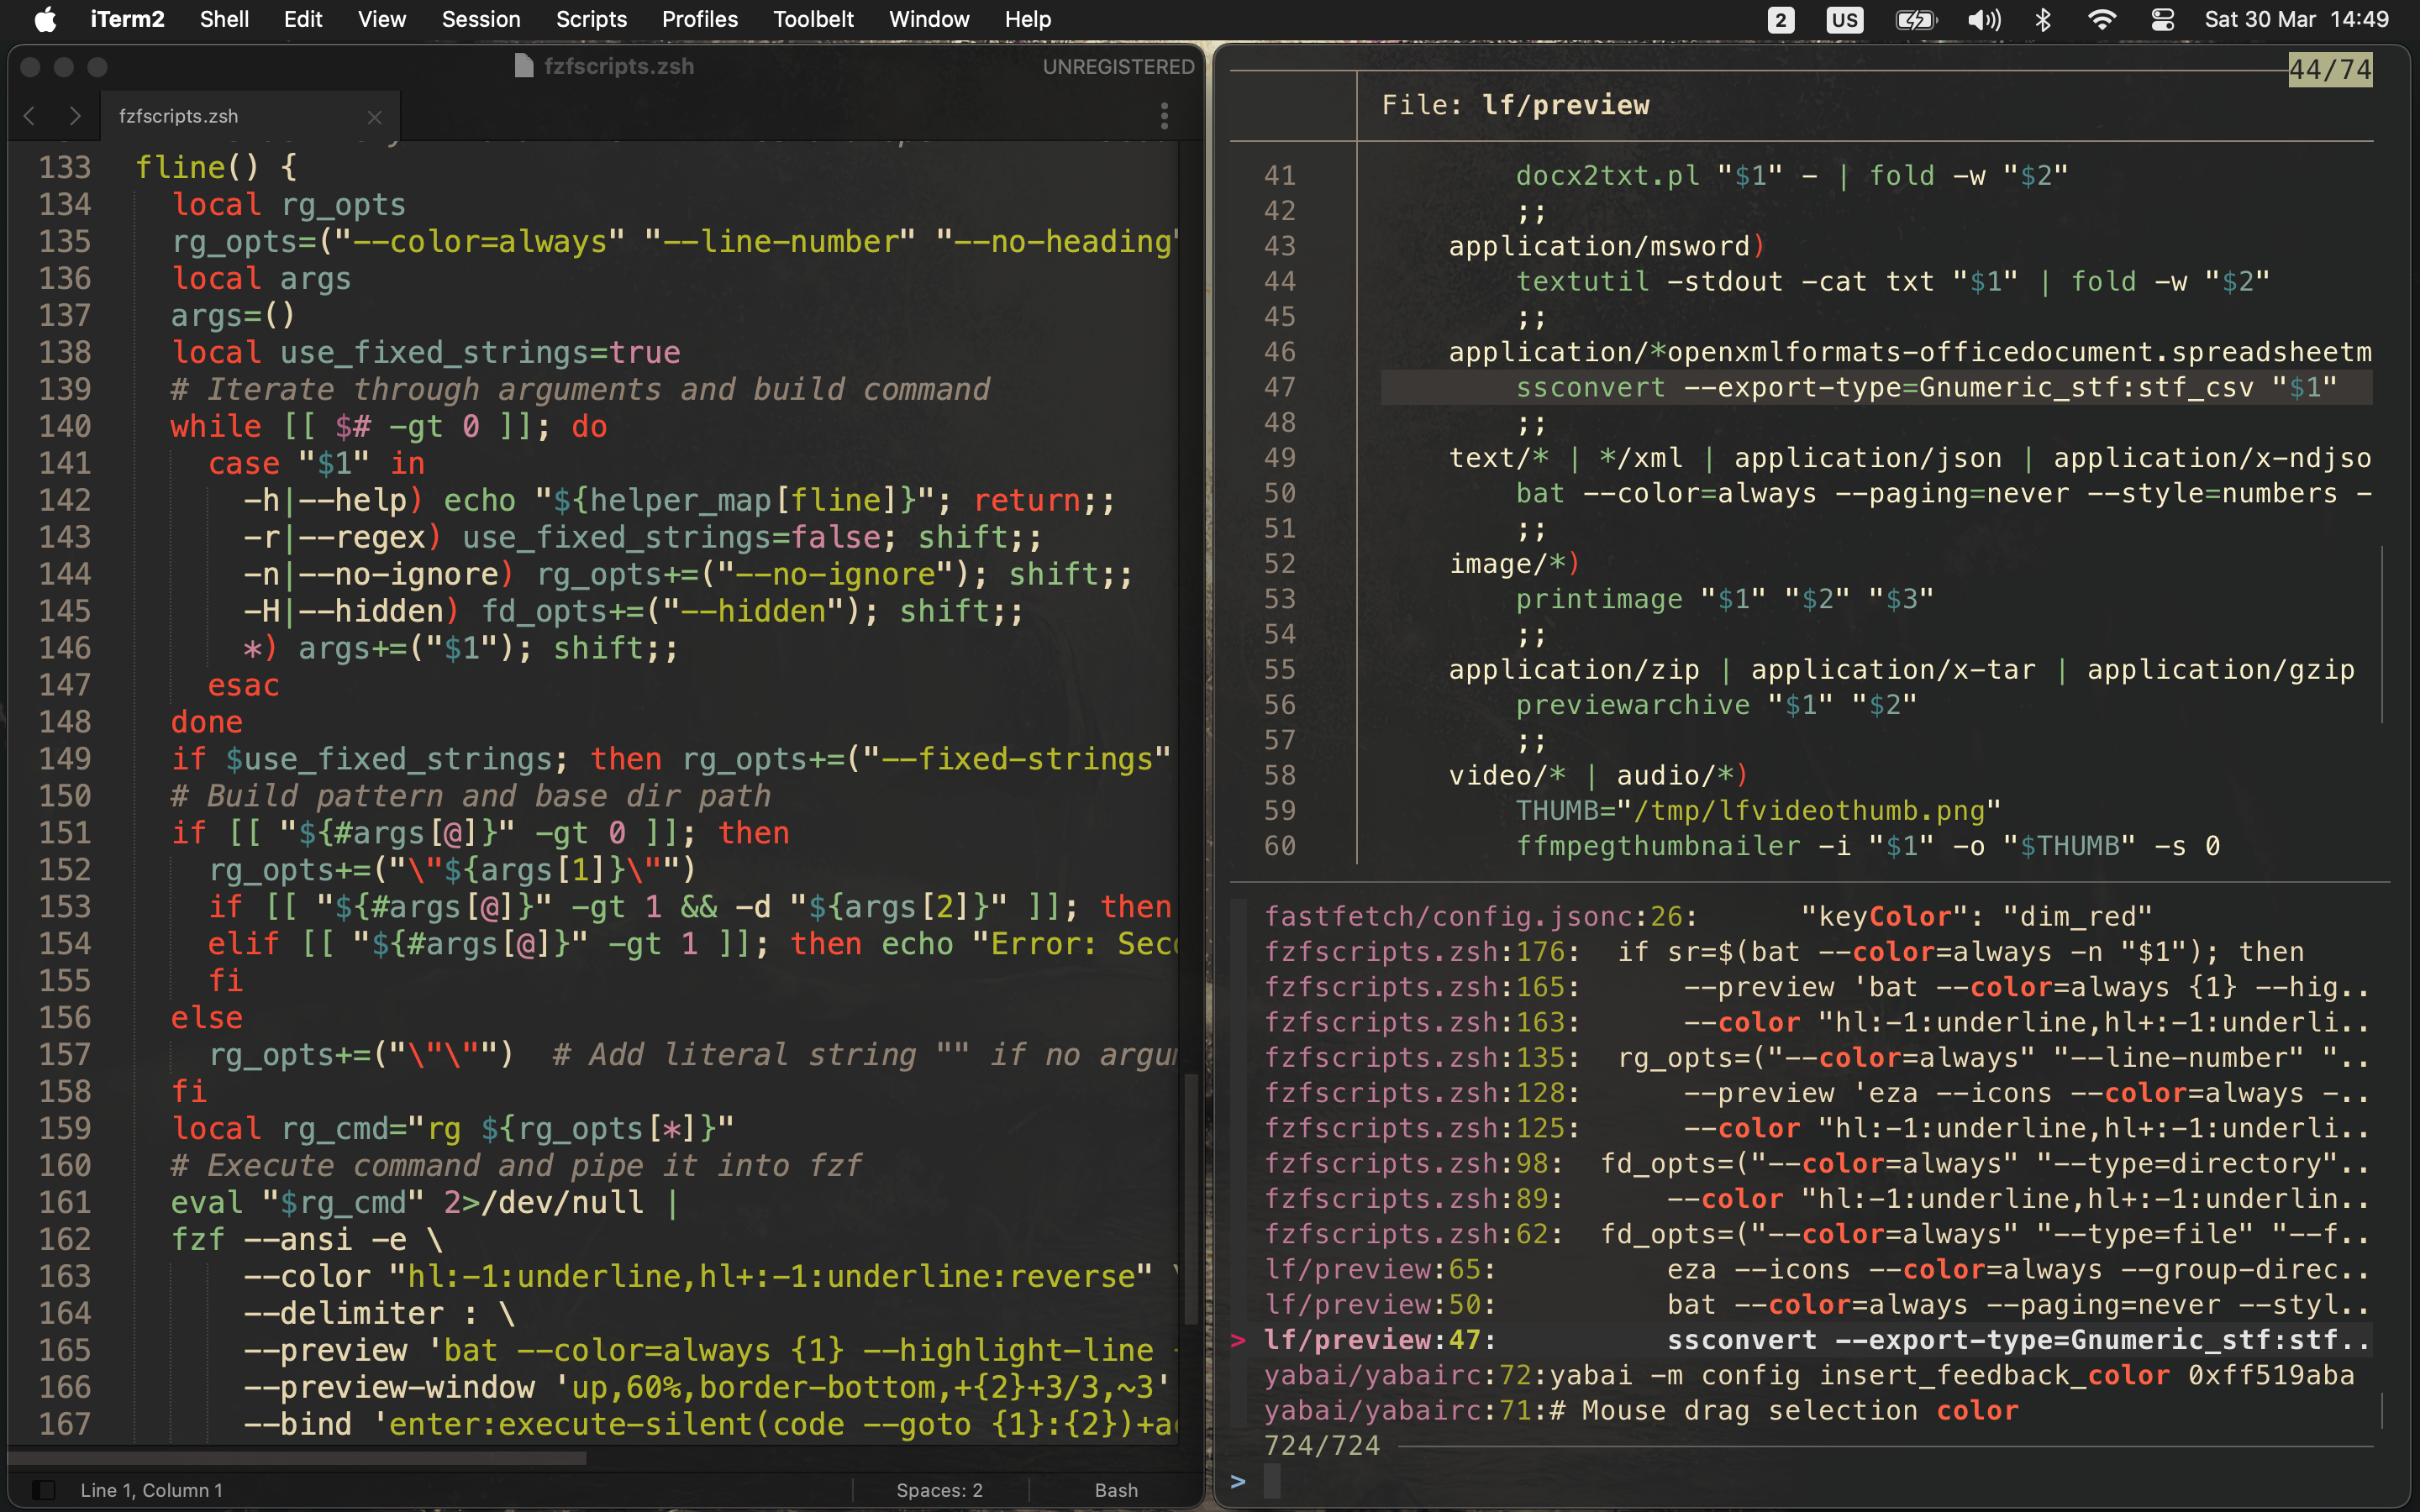 iTerm2 Shell Edit View Session Scripts Profiles Toolbelt Window Help 2 US Sat 30 Mar 14:49
fzfscripts.zsh UNREGISTERED
fzfscripts.zsh
133 fline() {
134 local rg_opts
135 rg_opts=("--color=always" "--line-number" "--no-heading"
136 local args
137 args=()
138 local use_fixed_strings=true
139 # Iterate through arguments and build command
140 while [[ $# -gt 0 ]]; do
141 case "$1" in
142 -h|--help) echo "${helper_map[fline]}"; return;;
143 -r|--regex) use_fixed_strings=false; shift;;
144 -n|--no-ignore) rg_opts+=("--no-ignore"); shift;;
145 -H|--hidden) fd_opts+=("--hidden"); shift;;
146 *) args+=("$1"); shift;;
147 esac
148 done
149 if $use_fixed_strings; then rg_opts+=("--fixed-strings"
150 # Build pattern and base dir path
151 if [[ "${#args[@]}" -gt 0 ]]; then
152 rg_opts+=("\"${args[1]}\"")
153 if [[ "${#args[@]}" -gt 1 && -d "${args[2]}" ]]; then
154 elif [[ "${#args[@]}" -gt 1 ]]; then echo "Error: Sec
155 fi
156 else
157 rg_opts+=("\"\"") # Add literal string "" if no argu
158 fi
159 local rg_cmd="rg ${rg_opts[*]}"
160 # Execute command and pipe it into fzf
161 eval "$rg_cmd" 2>/dev/null |
162 fzf --ansi -e \
163 --color "hl:-1:underline,hl+:-1:underline:reverse" \
164 --delimiter : \
165 --preview 'bat --color=always {1} --highlight-line
166 --preview-window 'up,60%,border-bottom,+{2}+3/3,~3'
167 --bind 'enter:execute-silent(code --goto {1}:{2})+a
Line 1, Column 1 Spaces: 2 Bash
44/74
File: lf/preview
41 docx2txt.pl "$1" - | fold -w "$2"
42 ;;
43 application/msword)
44 textutil -stdout -cat txt "$1" | fold -w "$2"
45 ;;
46 application/*openxmlformats-officedocument.spreadsheetm
47 ssconvert --export-type=Gnumeric_stf:stf_csv "$1"
48 ;;
49 text/* | */xml | application/json | application/x-ndjso
50 bat --color=always --paging=never --style=numbers -
51 ;;
52 image/*)
53 printimage "$1" "$2" "$3"
54 ;;
55 application/zip | application/x-tar | application/gzip
56 previewarchive "$1" "$2"
57 ;;
58 video/* | audio/*)
59 THUMB="/tmp/lfvideothumb.png"
60 ffmpegthumbnailer -i "$1" -o "$THUMB" -s 0
fastfetch/config.jsonc:26: "keyColor": "dim_red"
fzfscripts.zsh:176: if sr=$(bat --color=always -n "$1"); then
fzfscripts.zsh:165: --preview 'bat --color=always {1} --hig..
fzfscripts.zsh:163: --color "hl:-1:underline,hl+:-1:underli..
fzfscripts.zsh:135: rg_opts=("--color=always" "--line-number" "..
fzfscripts.zsh:128: --preview 'eza --icons --color=always -..
fzfscripts.zsh:125: --color "hl:-1:underline,hl+:-1:underli..
fzfscripts.zsh:98: fd_opts=("--color=always" "--type=directory"..
fzfscripts.zsh:89: --color "hl:-1:underline,hl+:-1:underlin..
fzfscripts.zsh:62: fd_opts=("--color=always" "--type=file" "--f..
lf/preview:65: eza --icons --color=always --group-direc..
lf/preview:50: bat --color=always --paging=never --styl..
> lf/preview:47: ssconvert --export-type=Gnumeric_stf:stf..
yabai/yabairc:72:yabai -m config insert_feedback_color 0xff519aba
yabai/yabairc:71:# Mouse drag selection color
724/724
>